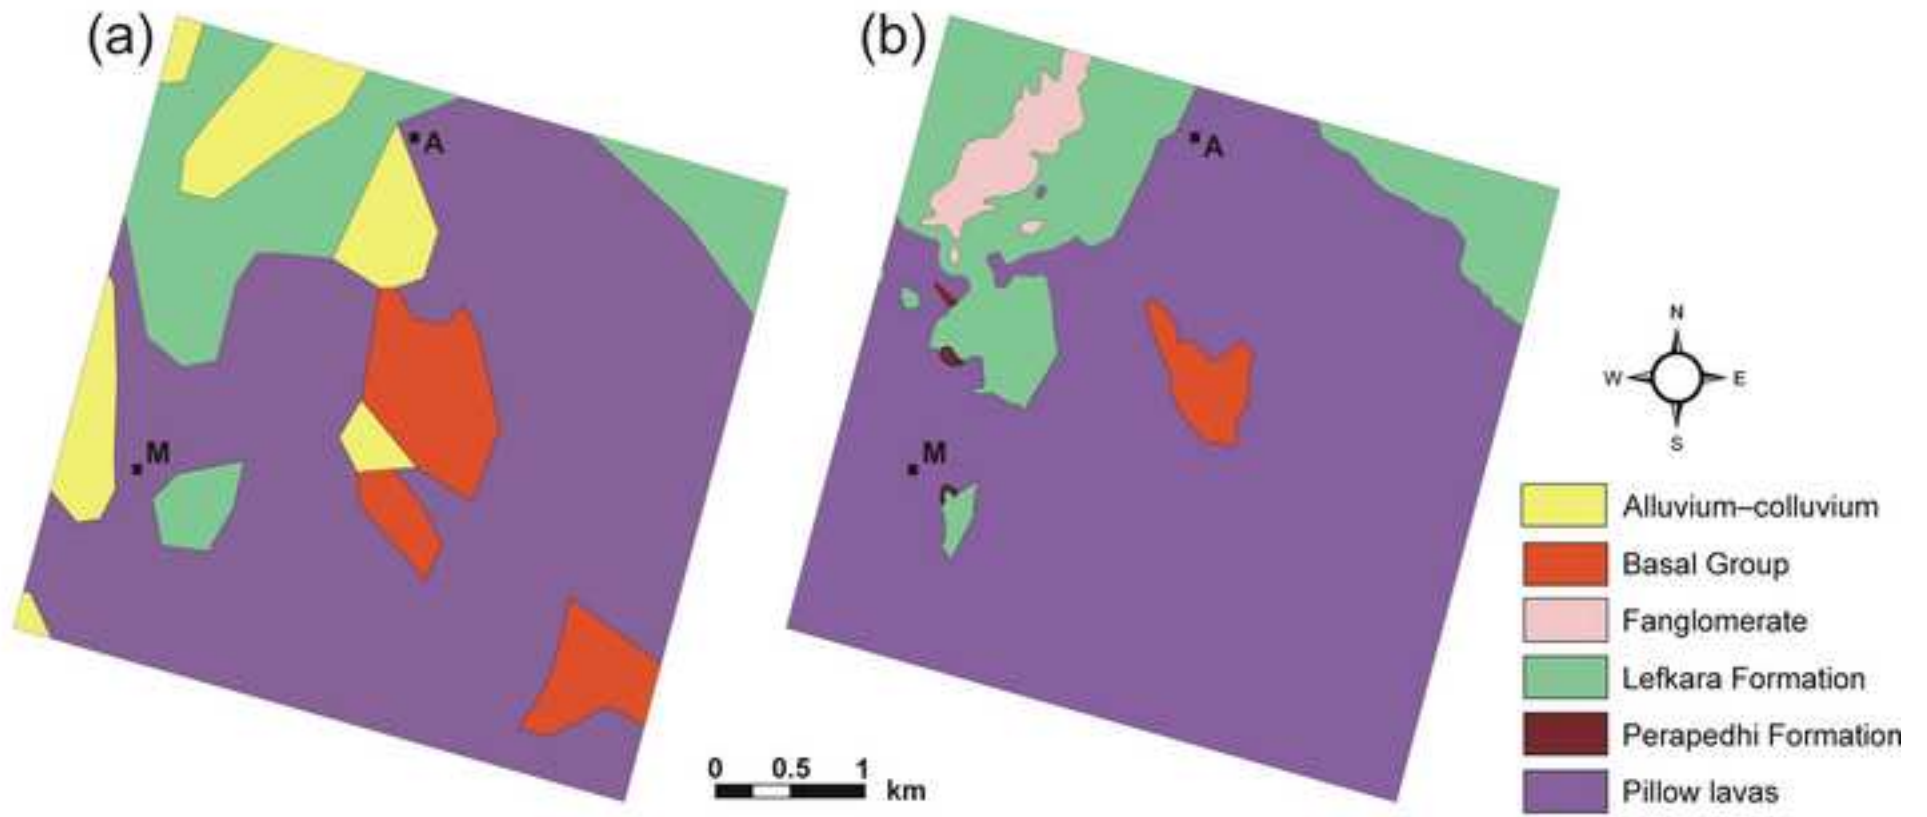 (a)
(b)
A
A
M
M
N
W E
S
Alluvium–colluvium
Basal Group
Fanglomerate
Lefkara Formation
Perapedhi Formation
Pillow lavas
0 0.5 1
km